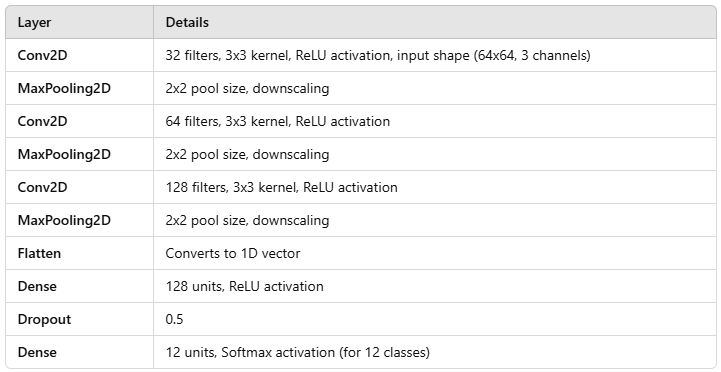 Layer Details
Conv2D 32 filters, 3x3 kernel, ReLU activation, input shape (64x64, 3 channels)
MaxPooling2D 2x2 pool size, downscaling
Conv2D 64 filters, 3x3 kernel, ReLU activation
MaxPooling2D 2x2 pool size, downscaling
Conv2D 128 filters, 3x3 kernel, ReLU activation
MaxPooling2D 2x2 pool size, downscaling
Flatten Converts to 1D vector
Dense 128 units, ReLU activation
Dropout 0.5
Dense 12 units, Softmax activation (for 12 classes)